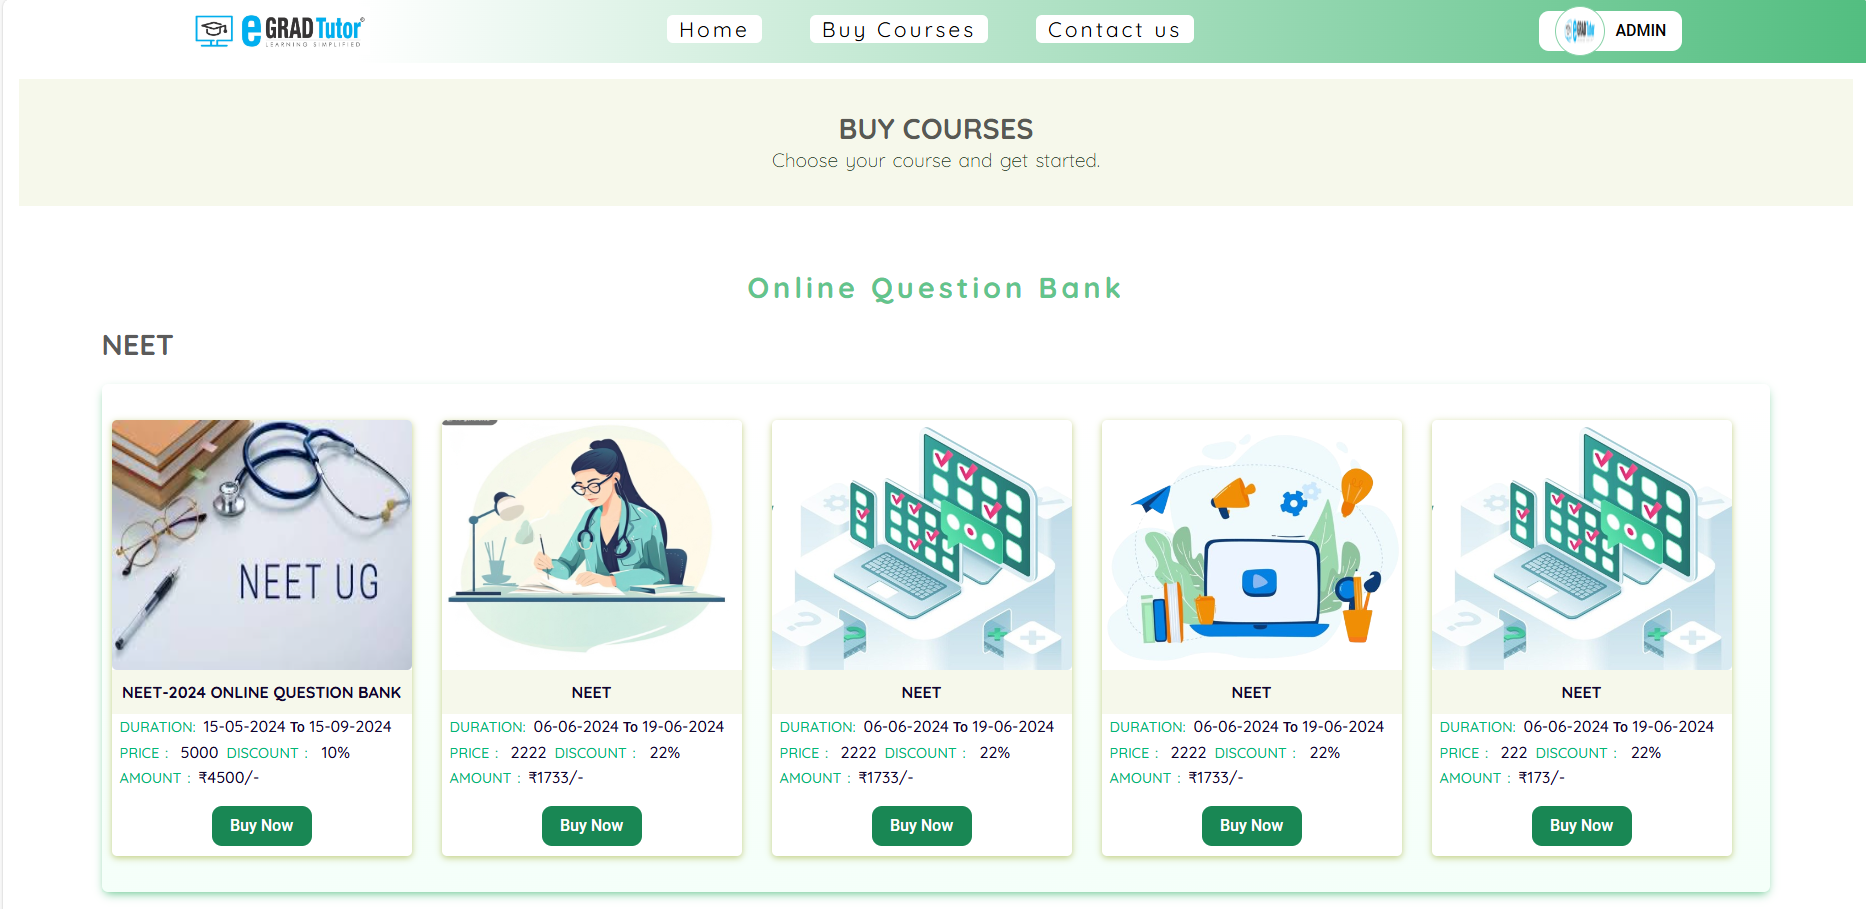 eGRADTutor
LEARNING SIMPLIFIED
Home
Buy Courses
Contact us
ADMIN
BUY COURSES
Choose your course and get started.
Online Question Bank
NEET
NEET UG
NEET-2024 ONLINE QUESTION BANK
DURATION: 15-05-2024 To 15-09-2024
PRICE : 5000 DISCOUNT : 10%
AMOUNT : ₹4500/-
Buy Now
NEET
DURATION: 06-06-2024 To 19-06-2024
PRICE : 2222 DISCOUNT : 22%
AMOUNT : ₹1733/-
Buy Now
NEET
DURATION: 06-06-2024 To 19-06-2024
PRICE : 2222 DISCOUNT : 22%
AMOUNT : ₹1733/-
Buy Now
NEET
DURATION: 06-06-2024 To 19-06-2024
PRICE : 2222 DISCOUNT : 22%
AMOUNT : ₹1733/-
Buy Now
NEET
DURATION: 06-06-2024 To 19-06-2024
PRICE : 222 DISCOUNT : 22%
AMOUNT : ₹173/-
Buy Now